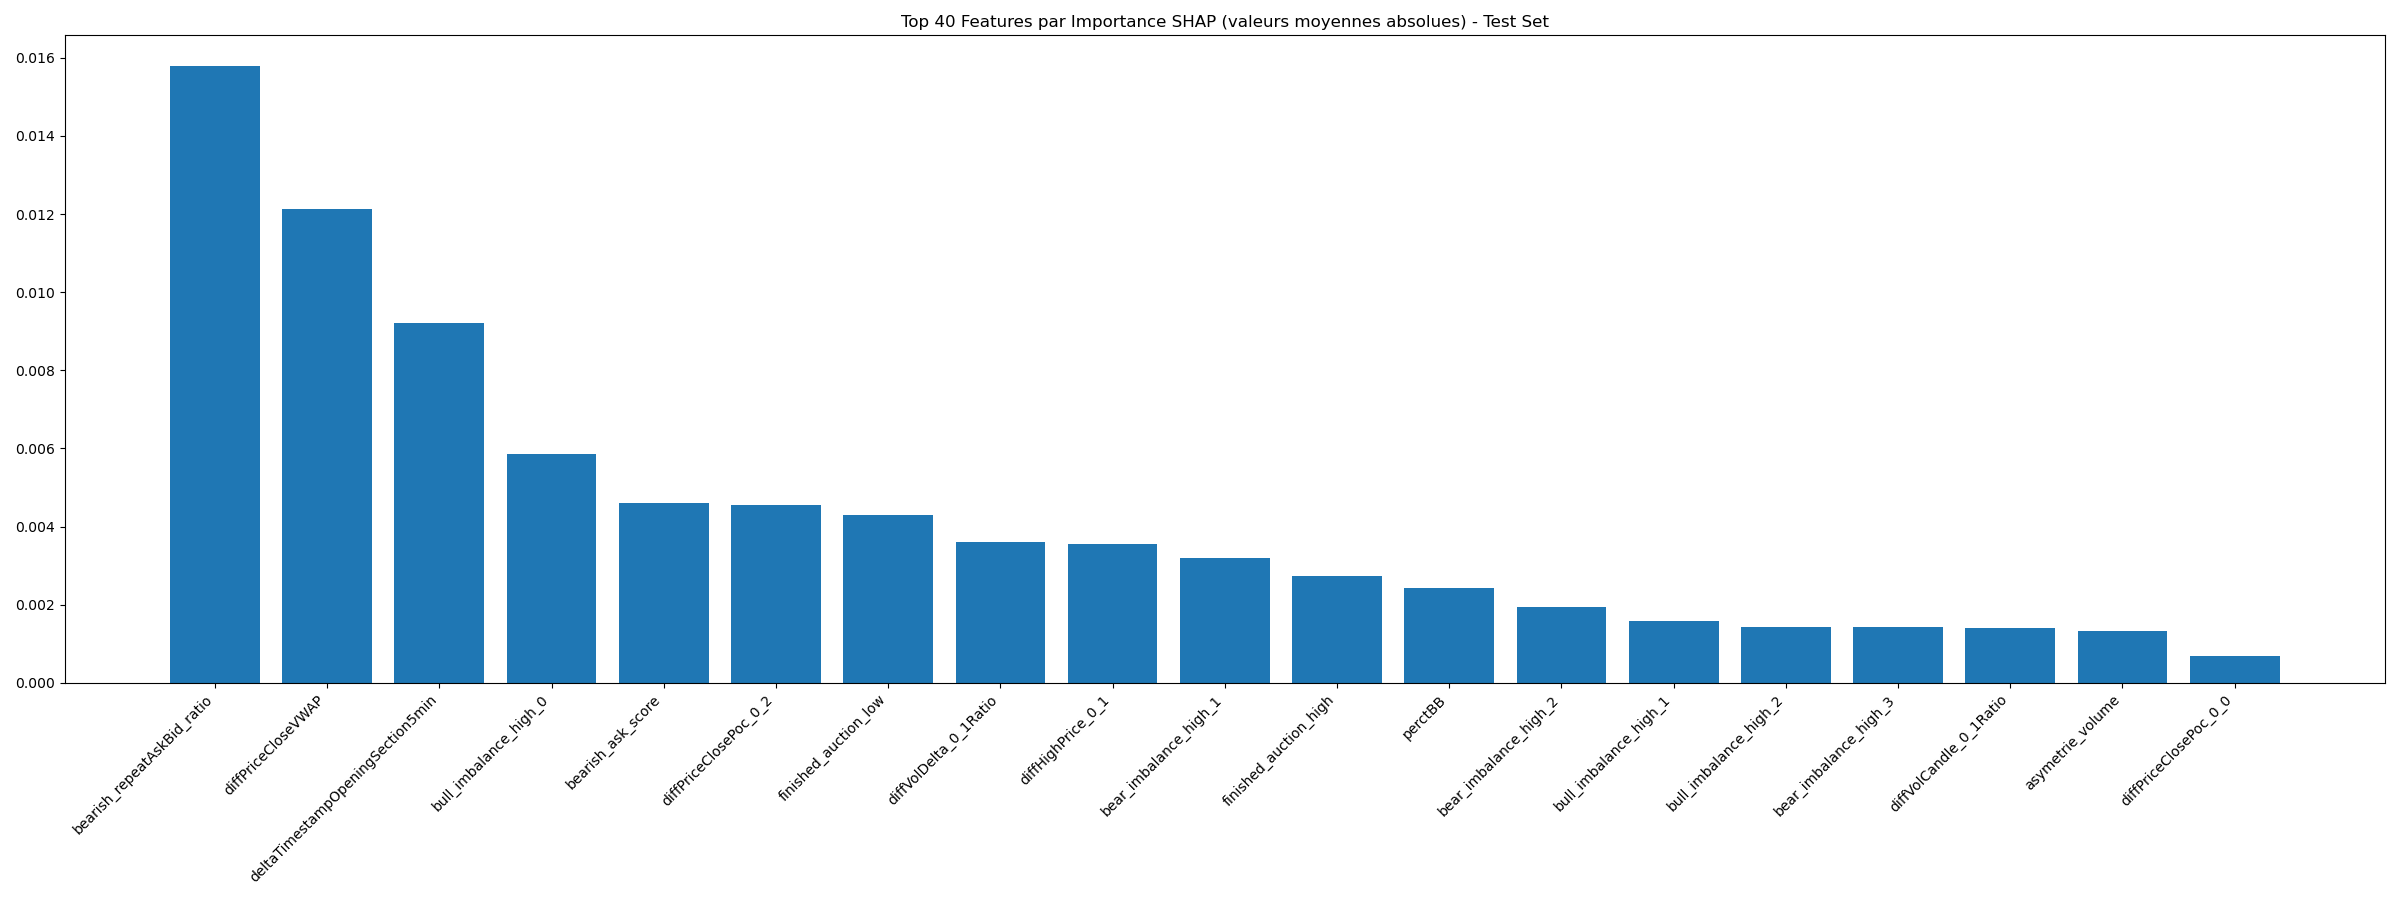 Top 40 Features par Importance SHAP (valeurs moyennes absolues) - Test Set
0.016
0.014
0.012
0.010
0.008
0.006
0.004
0.002
0.000
bearish_repeatAskBid_ratio
diffPriceCloseVWAP
deltaTimestampOpeningSection5min
bull_imbalance_high_0
bearish_ask_score
diffPriceClosePoc_0_2
finished_auction_low
diffVolDelta_0_1Ratio
diffHighPrice_0_1
bear_imbalance_high_1
finished_auction_high
perctBB
bear_imbalance_high_2
bull_imbalance_high_1
bull_imbalance_high_2
bear_imbalance_high_3
diffVolCandle_0_1Ratio
asymetrie_volume
diffPriceClosePoc_0_0